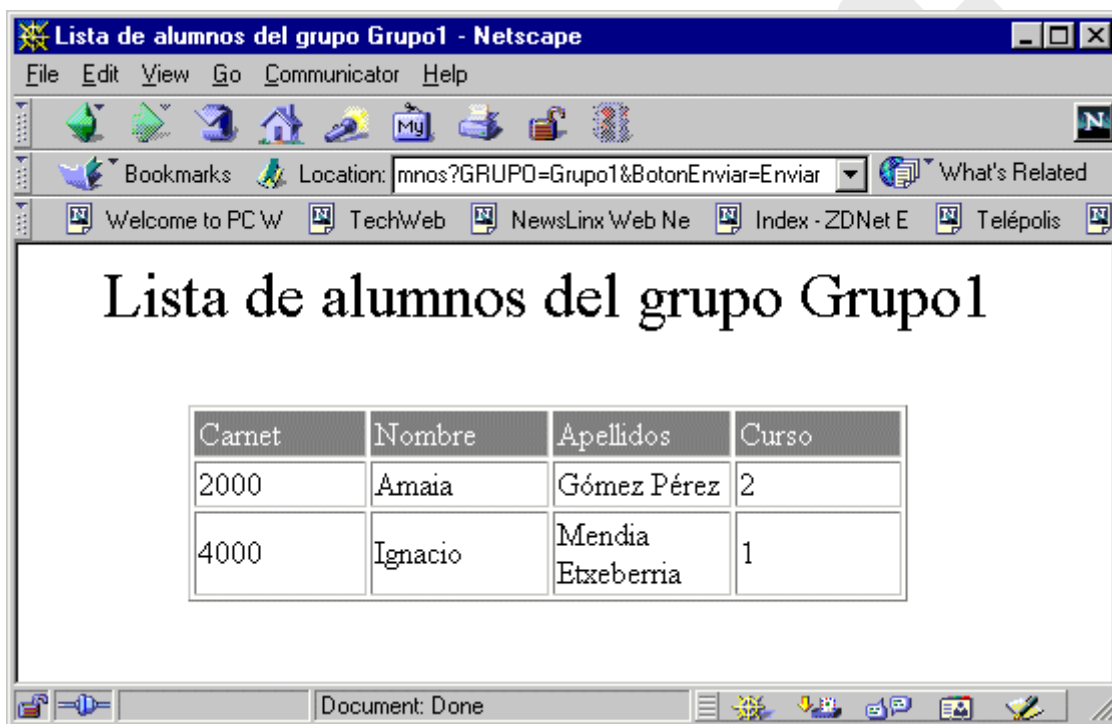 Lista de alumnos del grupo Grupo1 - Netscape
File Edit View Go Communicator Help
My N
Bookmarks Location: mnos?GRUPO=Grupo1&BotonEnviar=Enviar What's Related
Welcome to PC W TechWeb NewsLinx Web Ne Index - ZDNet E Telépolis
Lista de alumnos del grupo Grupo1
Carnet Nombre Apellidos Curso
2000 Amaia Gómez Pérez 2
4000 Ignacio Mendia Etxeberria 1
Document: Done